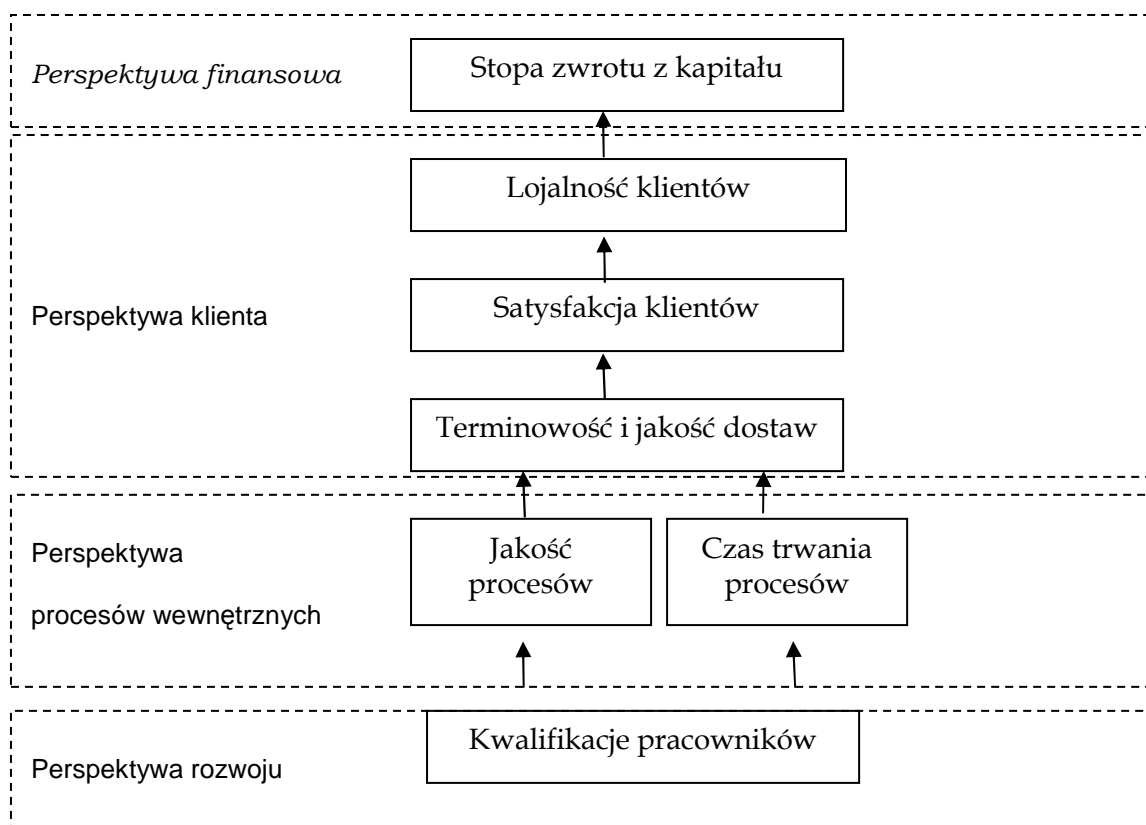 Perspektywa finansowa
Stopa zwrotu z kapitału
Lojalność klientów
Perspektywa klienta
Satysfakcja klientów
Terminowość i jakość dostaw
Perspektywa
procesów wewnętrznych
Jakość
procesów
Czas trwania
procesów
Kwalifikacje pracowników
Perspektywa rozwoju